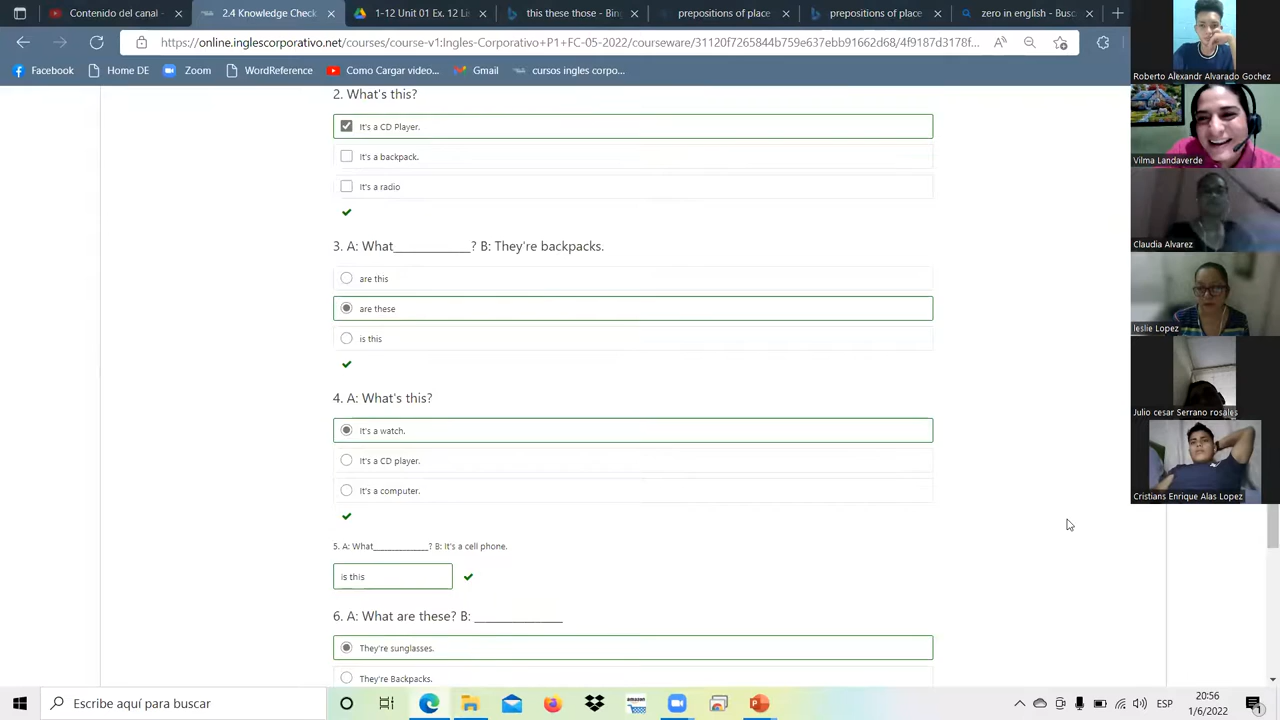 Contenido del canal -
2.4 Knowledge Check
1-12 Unit 01 Ex. 12 L
this these those - Bin
prepositions of place
prepositions of place
zero in english - Busc
https://online.inglescorporativo.net/courses/course-v1:Ingles-Corporativo+P1+FC-05-2022/courseware/31120f7265844b759e637ebb91662d68/4f9187d3178f...
Facebook
Home DE
Zoom
WordReference
Como Cargar video...
Gmail
cursos ingles corpo...
2. What's this?
It's a CD Player.
It's a backpack.
It's a radio
3. A: What____________? B: They're backpacks.
are this
are these
is this
4. A: What's this?
It's a watch.
It's a CD player.
It's a computer.
5. A: What____________? B: It's a cell phone.
is this
6. A: What are these? B: ______________
They're sunglasses.
They're Backpacks.
Roberto Alexandr Alvarado Gochez
Vilma Landaverde
Claudia Alvarez
leslie Lopez
Julio cesar Serrano rosales
Cristians Enrique Alas Lopez
Escribe aquí para buscar
amazon
ESP
20:56
1/6/2022
1